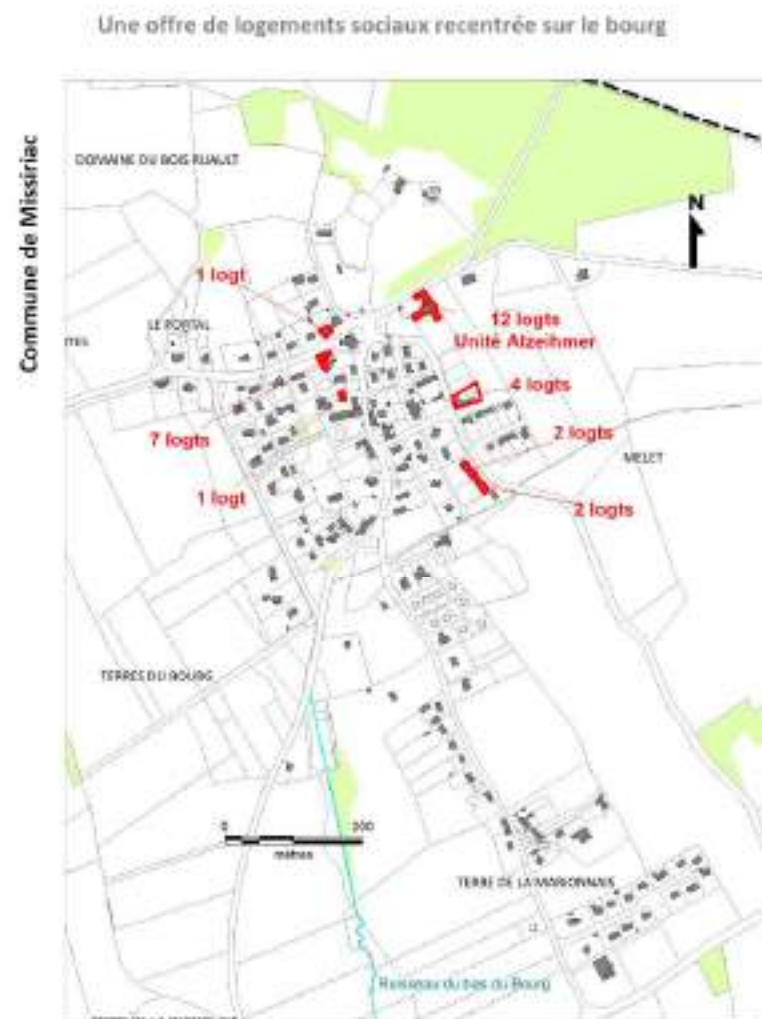 Une offre de logements sociaux recentrée sur le bourg
Commune de Missiriac
DOMAINE DU BOIS RUAULT
N
1 logt
LE PORTAL
12 logts
Unité Alzeihmer
4 logts
7 logts
2 logts
MELET
1 logt
2 logts
TERRES DU BOURG
0 200
mètres
TERRE DE LA MARIONNAIS
Ruisseau du bas du Bourg